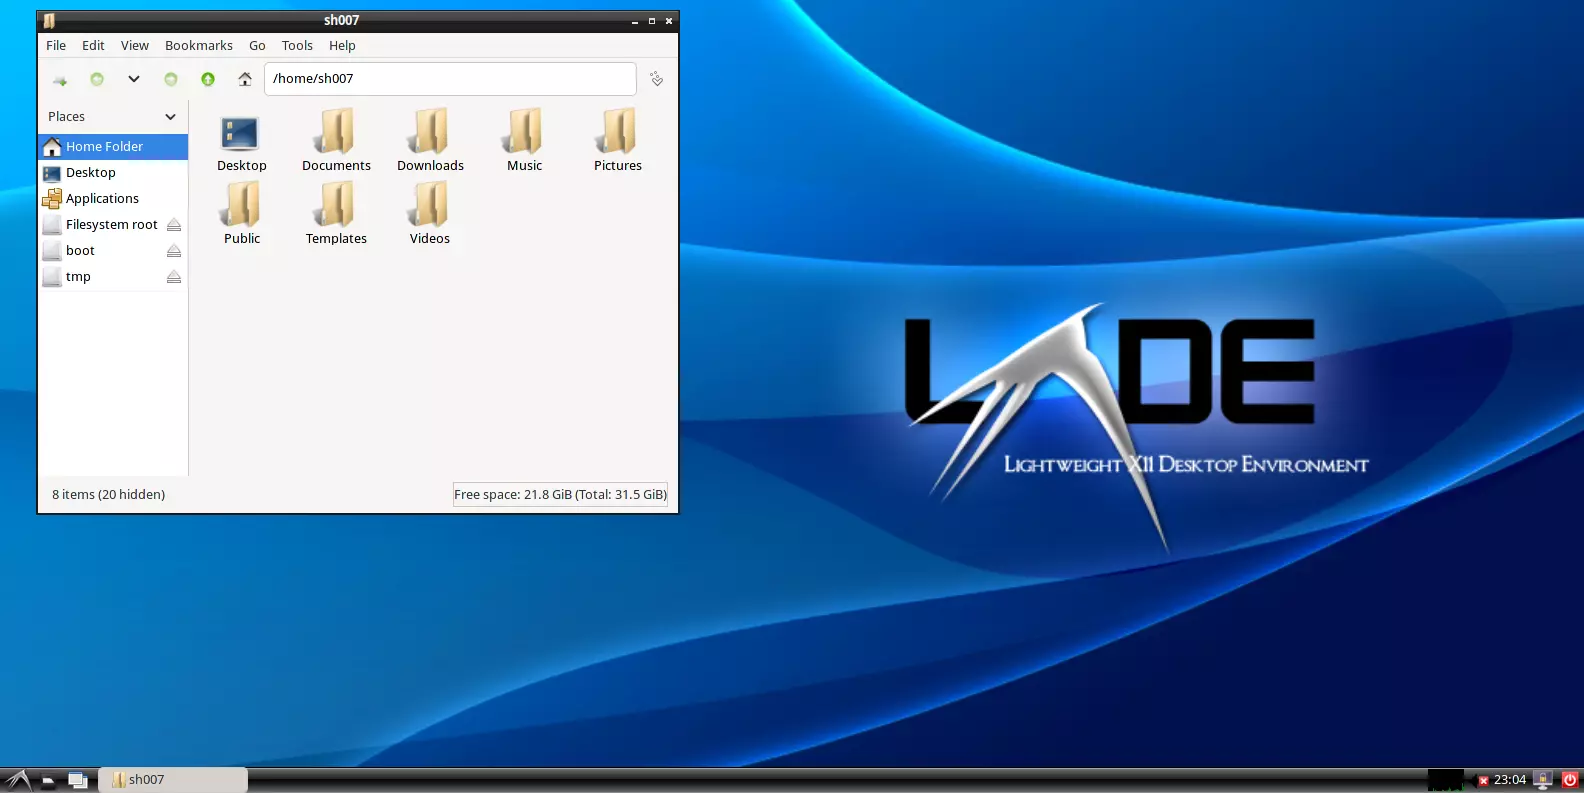 sh007
File Edit View Bookmarks Go Tools Help
/home/sh007
Places
Home Folder
Desktop
Applications
Filesystem root
boot
tmp
Desktop Documents Downloads Music Pictures
Public Templates Videos
8 items (20 hidden) Free space: 21.8 GiB (Total: 31.5 GiB)
LXDE
Lightweight X11 Desktop Environment
sh007 23:04